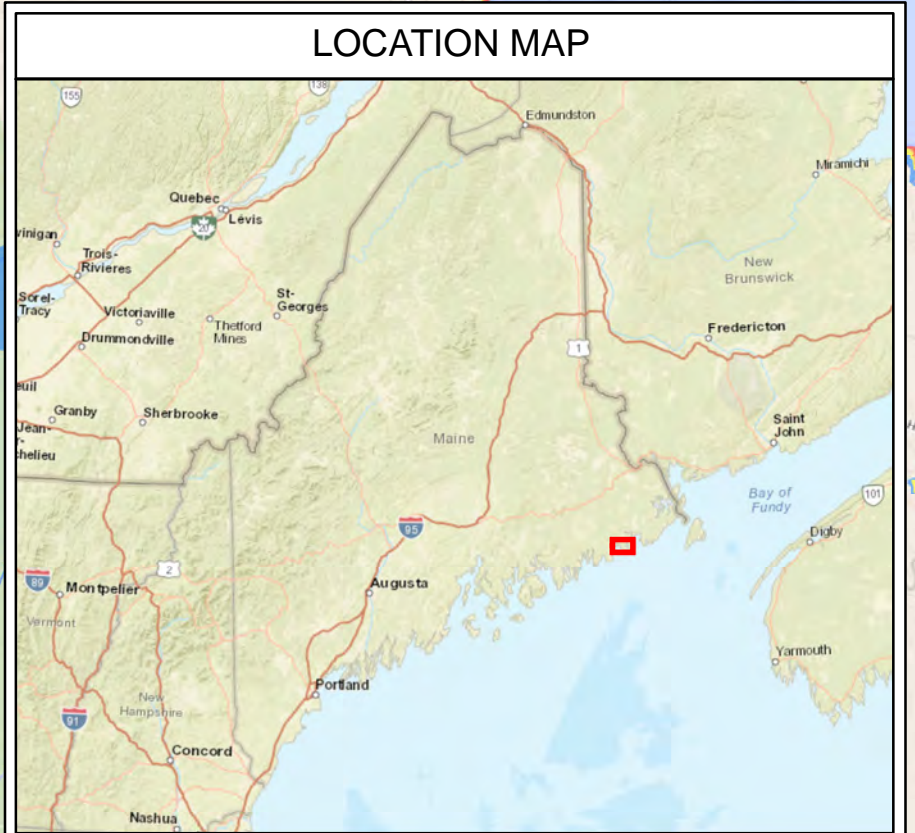 LOCATION MAP
155
138
Edmundston
Miramichi
Quebec
Lévis
20
vinigan
Trois-
Rivieres
New
Brunswick
Sorel-
Tracy
Victoriaville
St-
Georges
Thetford
Mines
Fredericton
Drummondville
1
euil
Granby
Sherbrooke
Jean-
r-
chelieu
Maine
Saint
John
Bay of
Fundy
101
95
Digby
2
89
Montpelier
Augusta
Vermont
Yarmouth
Portland
New
Hampshire
91
Concord
Nashua